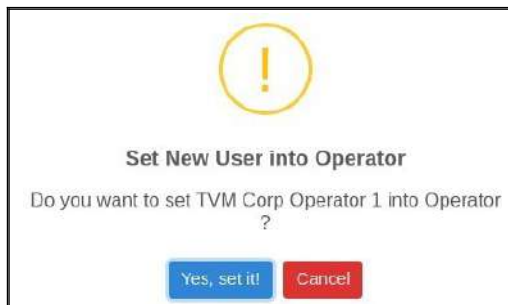 !
Set New User into Operator
Do you want to set TVM Corp Operator 1 into Operator
?
Yes, set it! Cancel